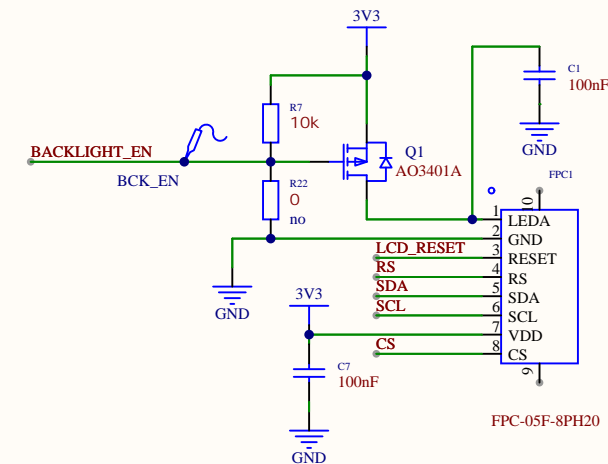 3V3
C1
100nF
GND
R7
10k
BACKLIGHT_EN
BCK_EN
Q1
AO3401A
R22
0
no
FPC1
10
1
LEDA
2
GND
LCD_RESET
3
RESET
RS
4
RS
SDA
5
SDA
SCL
6
SCL
7
VDD
CS
8
CS
9
GND
3V3
C7
100nF
GND
FPC-05F-8PH20